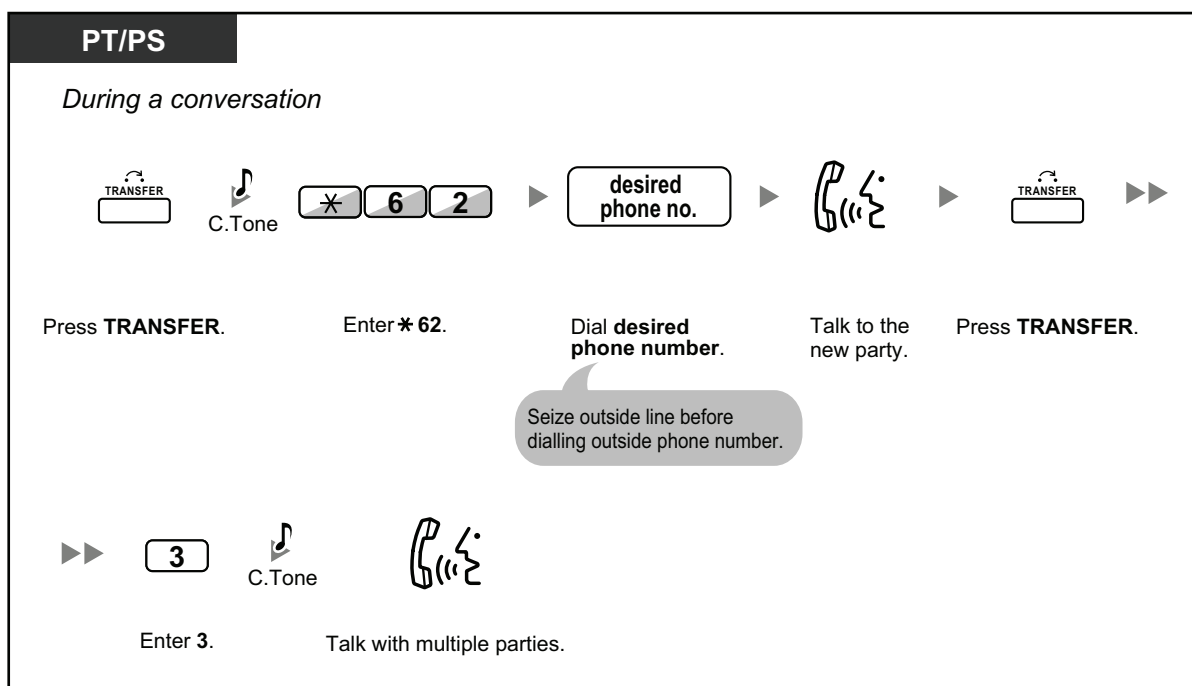 PT/PS
During a conversation
TRANSFER
C.Tone
* 6 2
desired
phone no.
TRANSFER
Press TRANSFER.
Enter * 62.
Dial desired
phone number.
Talk to the
new party.
Press TRANSFER.
Seize outside line before
dialling outside phone number.
3
C.Tone
Enter 3.
Talk with multiple parties.